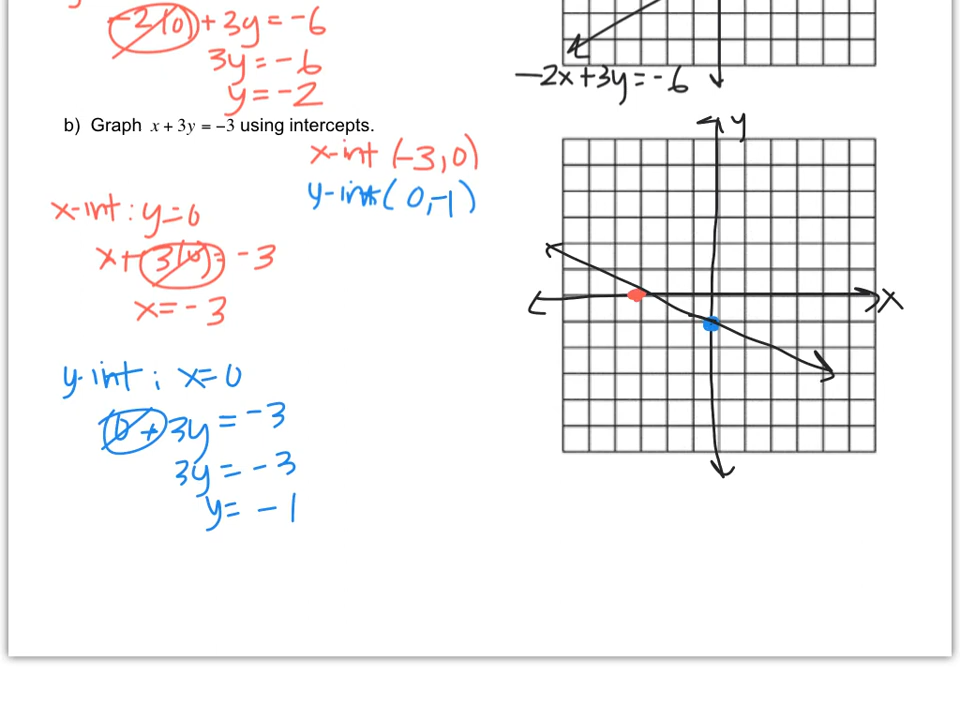 -2(0) + 3y = -6
3y = -6
y = -2
-2x + 3y = -6
b) Graph x + 3y = -3 using intercepts.
x-int (-3, 0)
y-int (0, -1)
x-int : y = 0
x + 3(0) = -3
x = -3
y-int : x = 0
0 + 3y = -3
3y = -3
y = -1
y
x